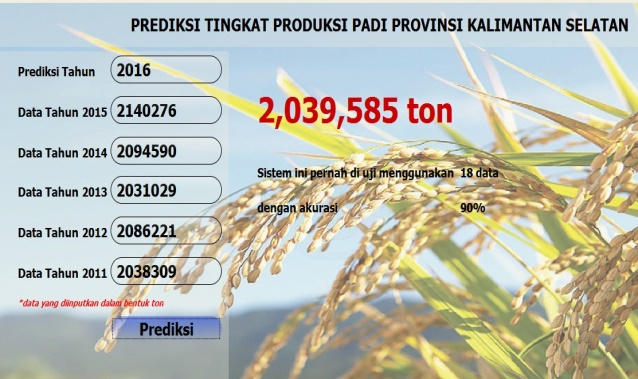 PREDIKSI TINGKAT PRODUKSI PADI PROVINSI KALIMANTAN SELATAN
Prediksi Tahun 2016
Data Tahun 2015 2140276
Data Tahun 2014 2094590
Data Tahun 2013 2031029
Data Tahun 2012 2086221
Data Tahun 2011 2038309
*data yang diinputkan dalam bentuk ton
Prediksi
2,039,585 ton
Sistem ini pernah di uji menggunakan 18 data
dengan akurasi 90%